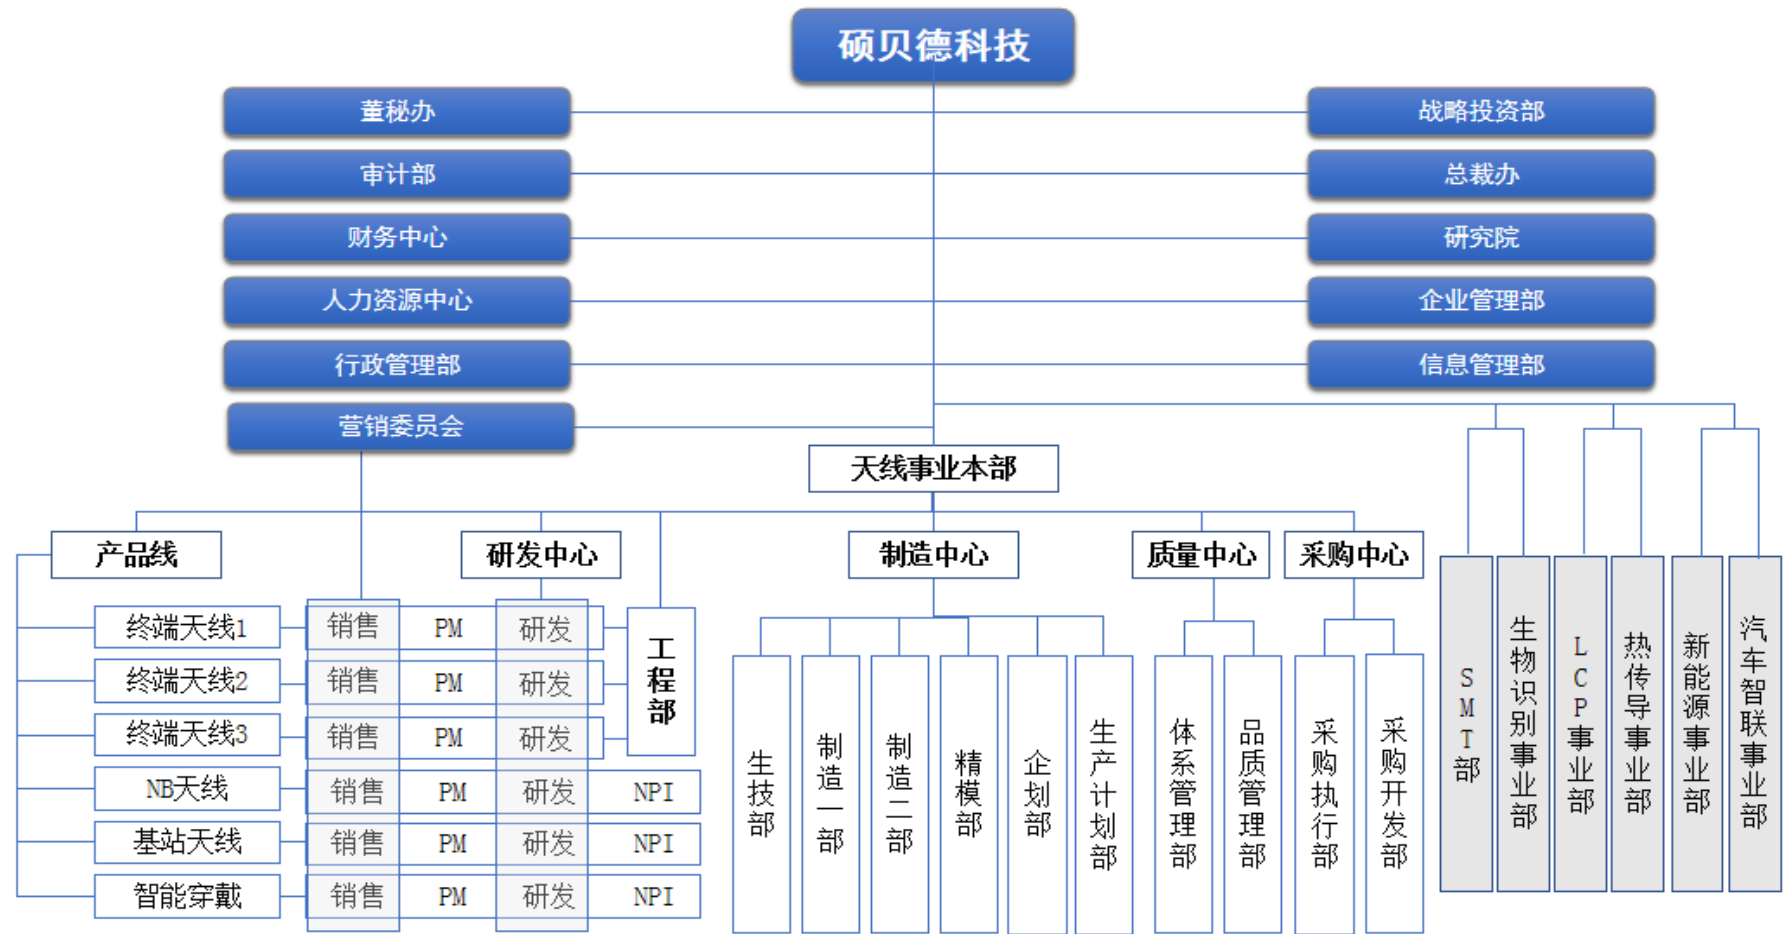 硕贝德科技
董秘办
战略投资部
审计部
总裁办
财务中心
研究院
人力资源中心
企业管理部
行政管理部
信息管理部
营销委员会
天线事业本部
产品线
研发中心
制造中心
质量中心
采购中心
终端天线1 销售 PM 研发
终端天线2 销售 PM 研发
终端天线3 销售 PM 研发
工程部
NB天线 销售 PM 研发 NPI
基站天线 销售 PM 研发 NPI
智能穿戴 销售 PM 研发 NPI
生技部
制造一部
制造二部
精模部
企划部
生产计划部
体系管理部
品质管理部
采购执行部
采购开发部
SMT部
生物识别事业部
LCP事业部
热传导事业部
新能源事业部
汽车智联事业部